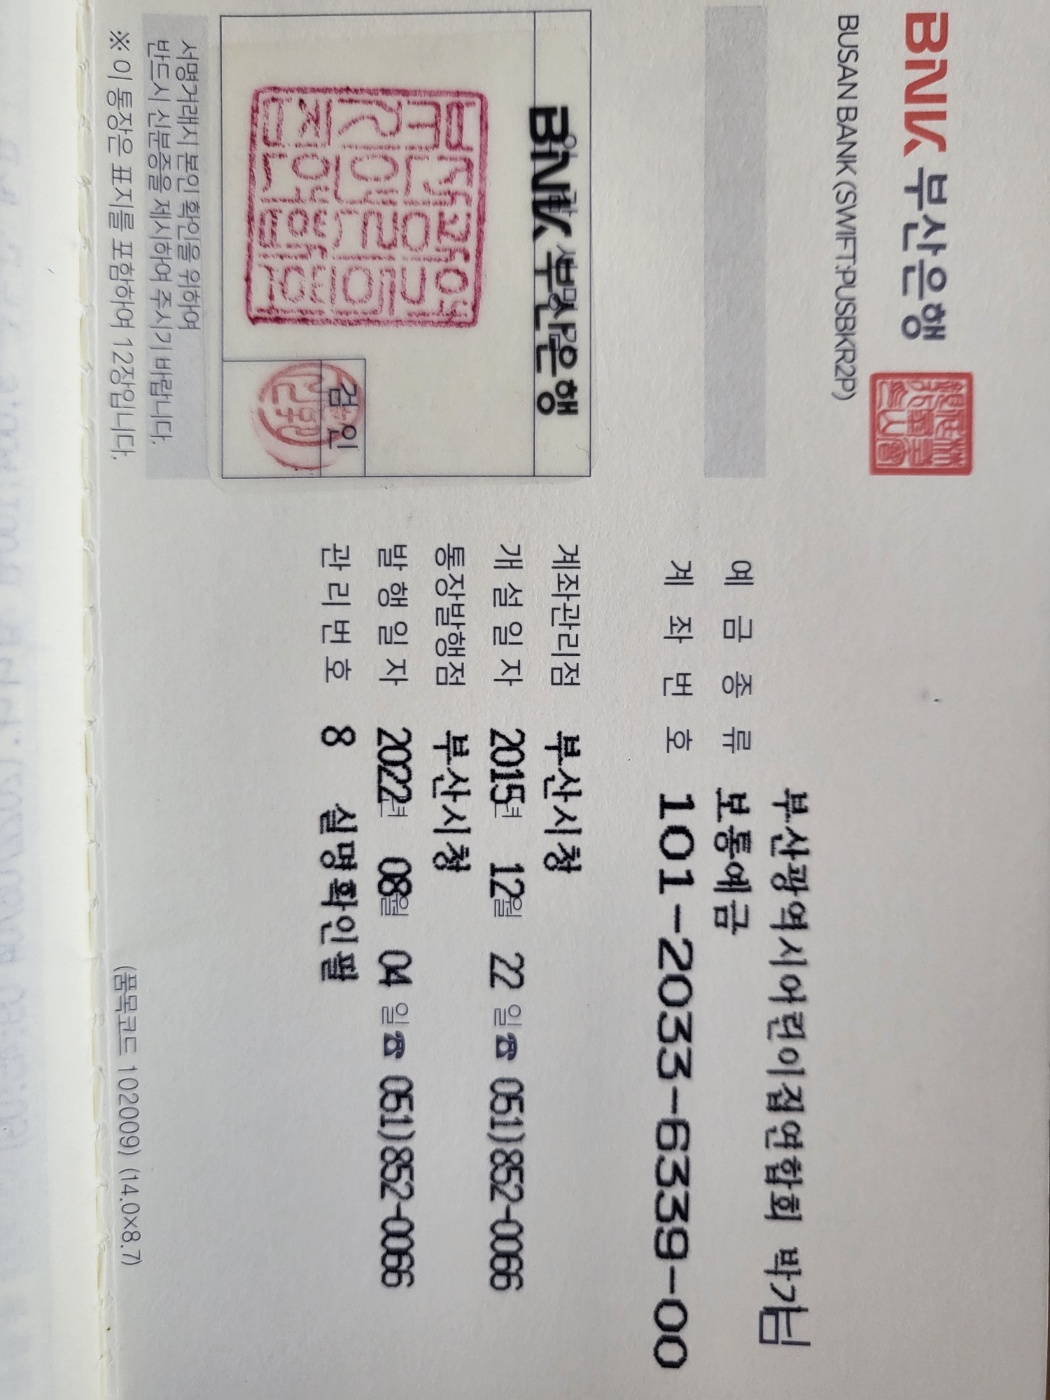 BNK 부산은행
BUSAN BANK (SWIFT:PUSBKR2P)
부산광역시어린이집연합회 박기님
예금종류 보통예금
계좌번호 101-2033-6339-00
BNK 부산은행
계좌관리점 부산시청
개설일자 2015년 12월 22일 ☎ 051)852-0066
통장발행점 부산시청
발행일자 2022년 08월 04일 ☎ 051)852-0066
관리번호 8 실명확인필
검인
서명거래시 본인 확인을 위하여
반드시 신분증을 제시하여 주시기 바랍니다.
※ 이 통장은 표지를 포함하여 12장입니다.
(품목코드 102009) (14.0×8.7)